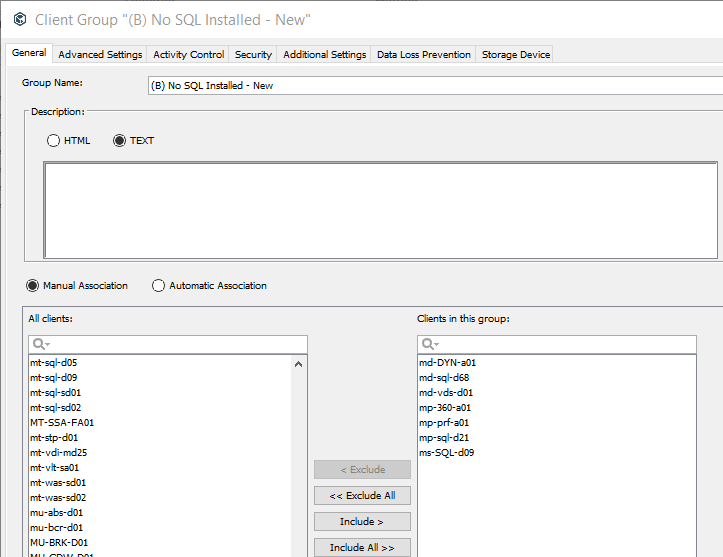 Client Group "(B) No SQL Installed - New"
General Advanced Settings Activity Control Security Additional Settings Data Loss Prevention Storage Device
Group Name: (B) No SQL Installed - New
Description:
HTML TEXT
Manual Association Automatic Association
All clients:
mt-sql-d05
mt-sql-d09
mt-sql-sd01
mt-sql-sd02
MT-SSA-FA01
mt-stp-d01
mt-vdi-md25
mt-vlt-sa01
mt-was-sd01
mt-was-sd02
mu-abs-d01
mu-bcr-d01
MU-BRK-D01
MU-CDW-D01
< Exclude
<< Exclude All
Include >
Include All >>
Clients in this group:
md-DYN-a01
md-sql-d68
md-vds-d01
mp-360-a01
mp-prf-a01
mp-sql-d21
ms-SQL-d09